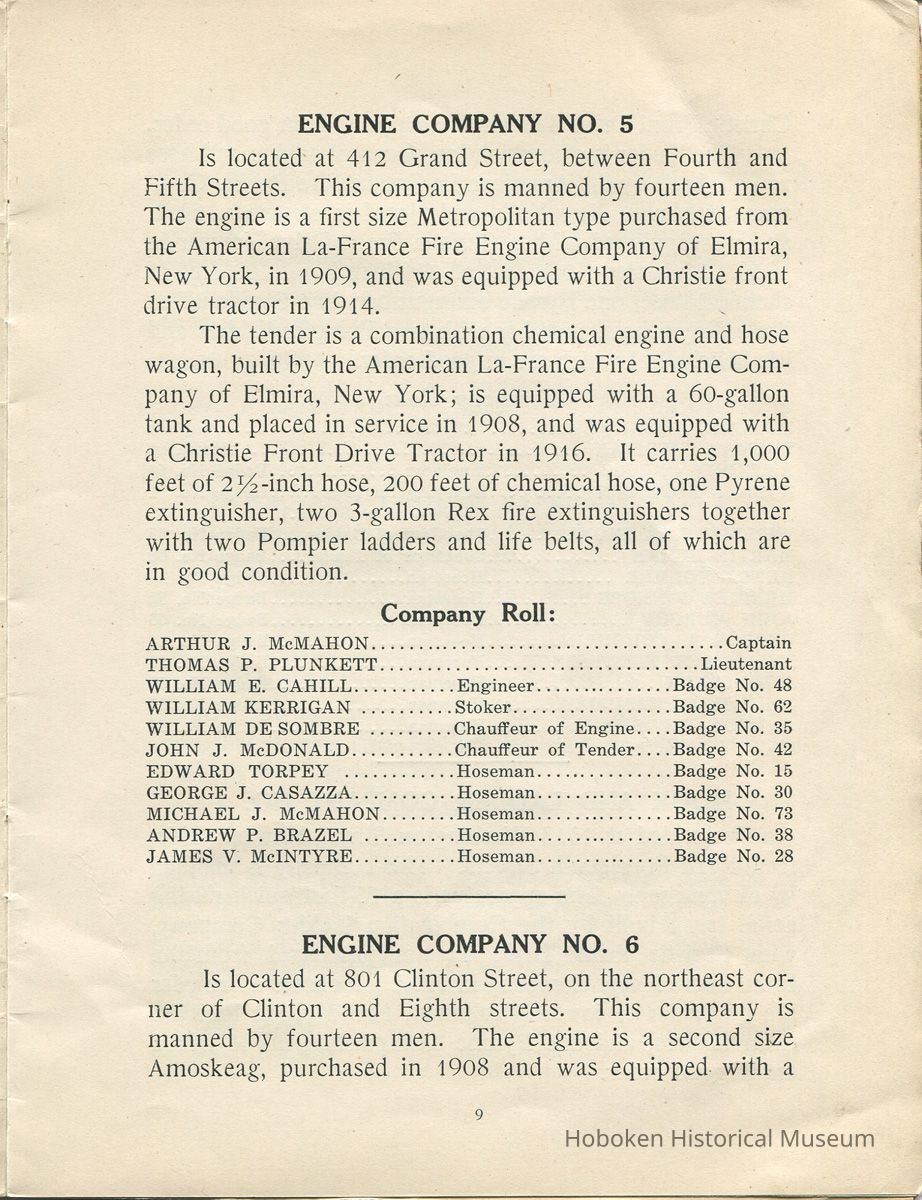 ENGINE COMPANY NO. 5
Is located at 412 Grand Street, between Fourth and
Fifth Streets. This company is manned by fourteen men.
The engine is a first size Metropolitan type purchased from
the American La-France Fire Engine Company of Elmira,
New York, in 1909, and was equipped with a Christie front
drive tractor in 1914.
The tender is a combination chemical engine and hose
wagon, built by the American La-France Fire Engine Com-
pany of Elmira, New York; is equipped with a 60-gallon
tank and placed in service in 1908, and was equipped with
a Christie Front Drive Tractor in 1916. It carries 1,000
feet of 2½-inch hose, 200 feet of chemical hose, one Pyrene
extinguisher, two 3-gallon Rex fire extinguishers together
with two Pompier ladders and life belts, all of which are
in good condition.
Company Roll:
ARTHUR J. McMAHON........................................Captain
THOMAS P. PLUNKETT....................................Lieutenant
WILLIAM E. CAHILL...........Engineer...............Badge No. 48
WILLIAM KERRIGAN ..........Stoker.................Badge No. 62
WILLIAM DE SOMBRE .........Chauffeur of Engine....Badge No. 35
JOHN J. McDONALD...........Chauffeur of Tender....Badge No. 42
EDWARD TORPEY ............Hoseman...............Badge No. 15
GEORGE J. CASAZZA...........Hoseman...............Badge No. 30
MICHAEL J. McMAHON........Hoseman...............Badge No. 73
ANDREW P. BRAZEL ..........Hoseman...............Badge No. 38
JAMES V. McINTYRE...........Hoseman...............Badge No. 28
ENGINE COMPANY NO. 6
Is located at 801 Clinton Street, on the northeast cor-
ner of Clinton and Eighth streets. This company is
manned by fourteen men. The engine is a second size
Amoskeag, purchased in 1908 and was equipped with a
9
Hoboken Historical Museum